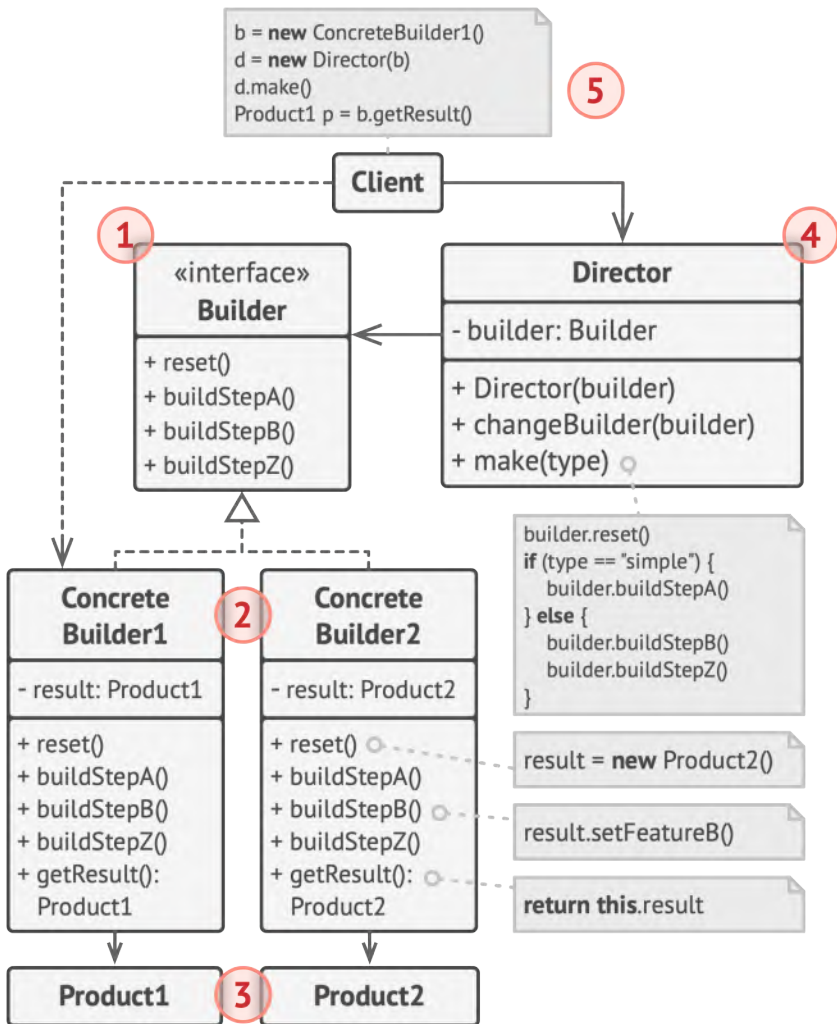 b = new ConcreteBuilder1()
d = new Director(b)
d.make()
Product1 p = b.getResult()
5
Client
1
«interface»
Builder
+ reset()
+ buildStepA()
+ buildStepB()
+ buildStepZ()
4
Director
- builder: Builder
+ Director(builder)
+ changeBuilder(builder)
+ make(type)
builder.reset()
if (type == "simple") {
builder.buildStepA()
} else {
builder.buildStepB()
builder.buildStepZ()
}
Concrete
Builder1
- result: Product1
+ reset()
+ buildStepA()
+ buildStepB()
+ buildStepZ()
+ getResult():
Product1
2
Concrete
Builder2
- result: Product2
+ reset()
+ buildStepA()
+ buildStepB()
+ buildStepZ()
+ getResult():
Product2
result = new Product2()
result.setFeatureB()
return this.result
Product1
3
Product2